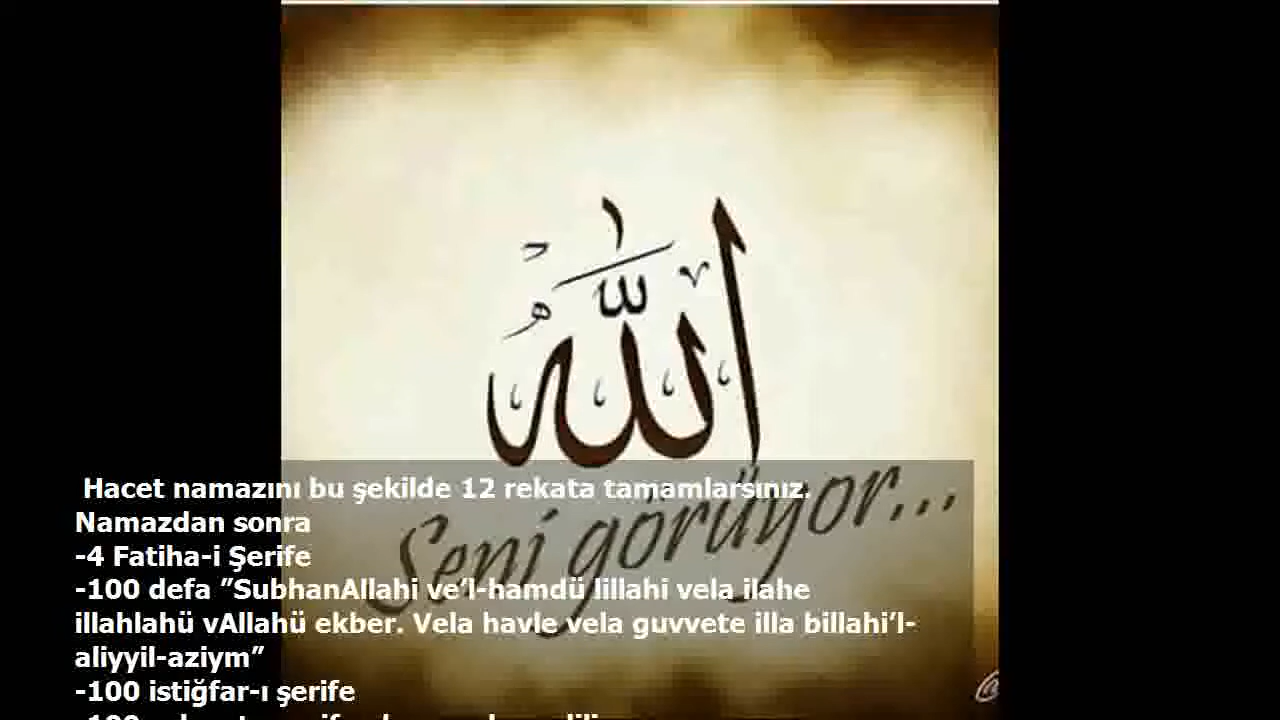 الله
Seni görüyor...
Hacet namazını bu şekilde 12 rekata tamamlarsınız.
Namazdan sonra
-4 Fatiha-i Şerife
-100 defa ”SubhanAllahi ve’l-hamdü lillahi vela ilahe
illahlahü vAllahü ekber. Vela havle vela guvvete illa billahi’l-
aliyyil-aziym”
-100 istiğfar-ı şerife